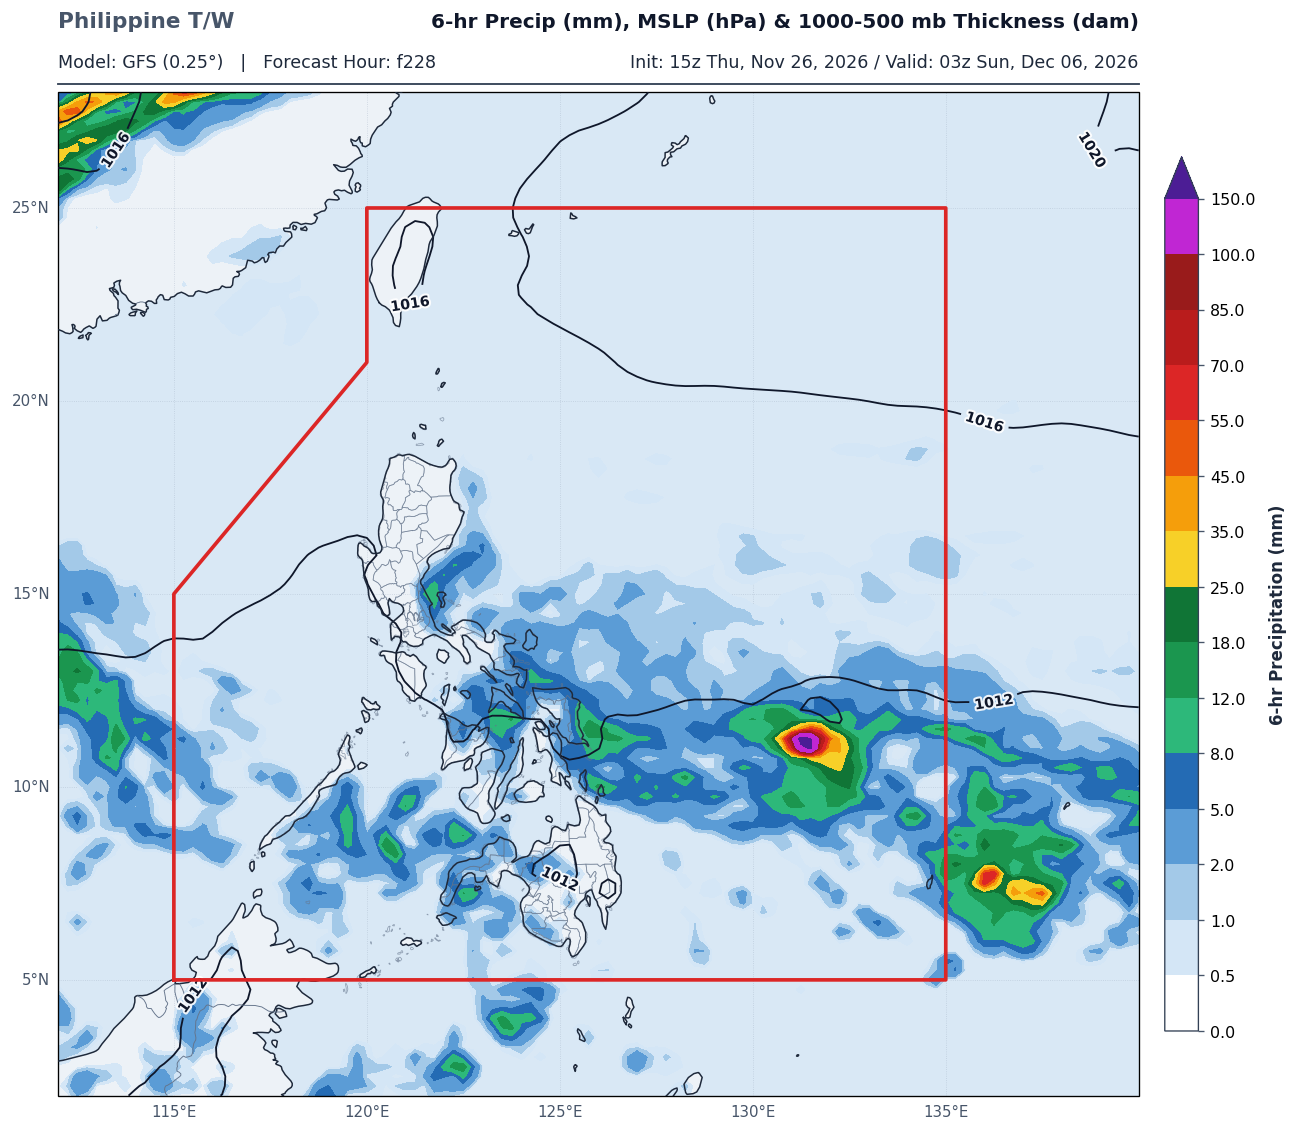 Philippine T/W
6-hr Precip (mm), MSLP (hPa) & 1000-500 mb Thickness (dam)
Model: GFS (0.25°) | Forecast Hour: f228
Init: 15z Thu, Nov 26, 2026 / Valid: 03z Sun, Dec 06, 2026
1016
1020
25°N
1016
20°N
1016
15°N
1012
10°N
1012
5°N
1012
115°E
120°E
125°E
130°E
135°E
150.0
100.0
85.0
70.0
55.0
45.0
35.0
25.0
18.0
12.0
8.0
5.0
2.0
1.0
0.5
0.0
6-hr Precipitation (mm)